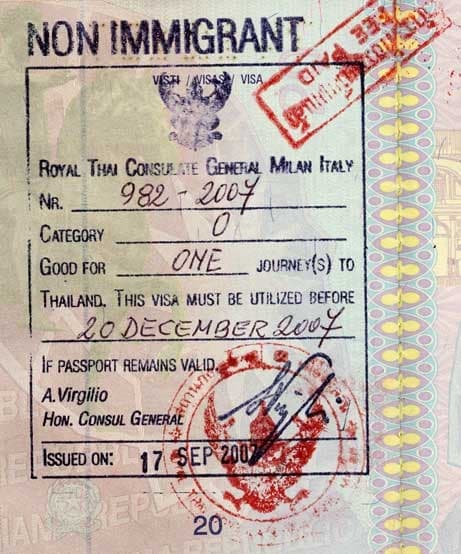 NON IMMIGRANT
VISTI / VISAS / VISA
FEE PAID
ROYAL THAI CONSULATE GENERAL MILAN ITALY
NR. 982 - 2007
CATEGORY O
GOOD FOR ONE JOURNEY(S) TO
THAILAND. THIS VISA MUST BE UTILIZED BEFORE
20 DECEMBER 2007
IF PASSPORT REMAINS VALID.
A. Virgilio
HON. CONSUL GENERAL
ISSUED ON: 17 SEP 2007
20